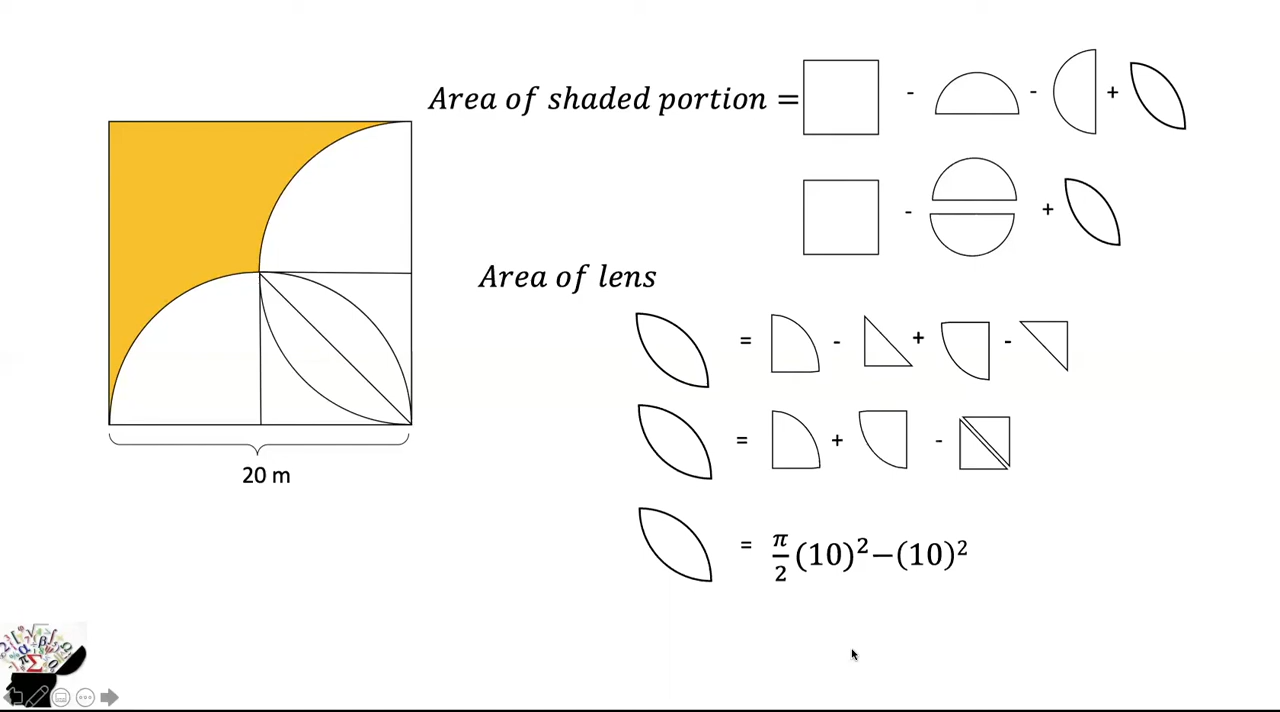 Area of shaded portion = - - +
- +
Area of lens
= - + -
= + -
= π/2 (10)² − (10)²
20 m